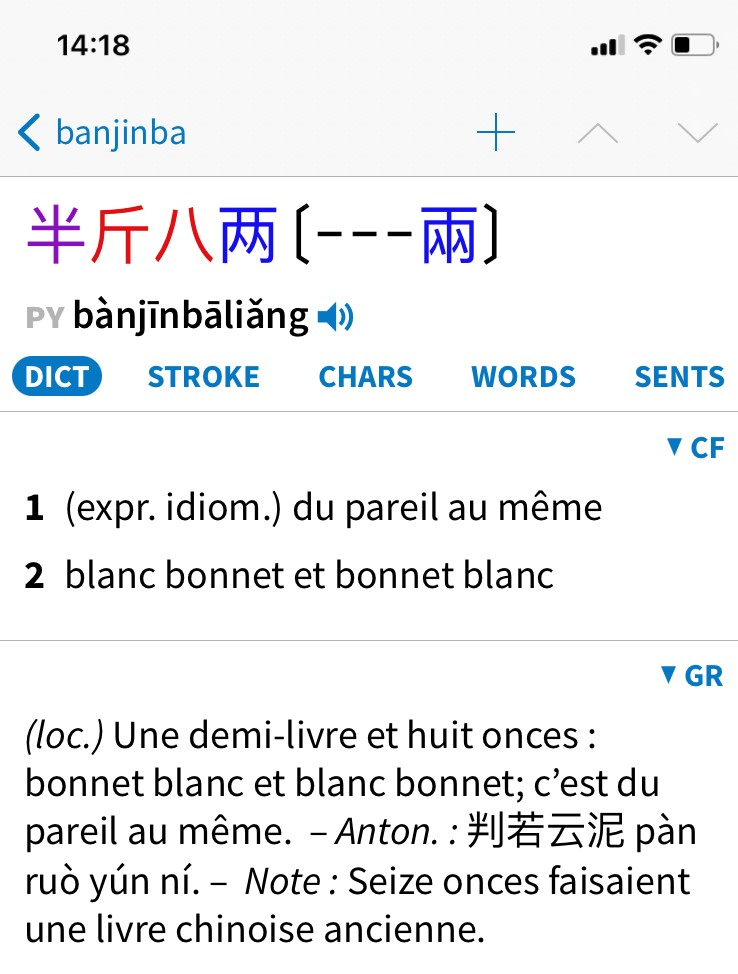 14:18
banjinba
半斤八两〔---兩〕
PY bànjīnbāliǎng
DICT STROKE CHARS WORDS SENTS
▼ CF
1 (expr. idiom.) du pareil au même
2 blanc bonnet et bonnet blanc
▼ GR
(loc.) Une demi-livre et huit onces :
bonnet blanc et blanc bonnet; c’est du
pareil au même. – Anton. : 判若云泥 pàn
ruò yún ní. – Note : Seize onces faisaient
une livre chinoise ancienne.